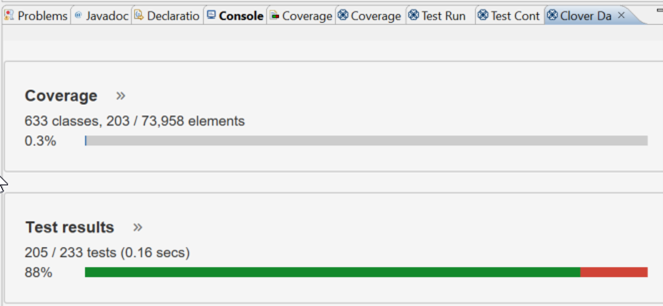 Problems Javadoc Declaratio Console Coverage Coverage Test Run Test Cont Clover Da
Coverage »
633 classes, 203 / 73,958 elements
0.3%
Test results »
205 / 233 tests (0.16 secs)
88%